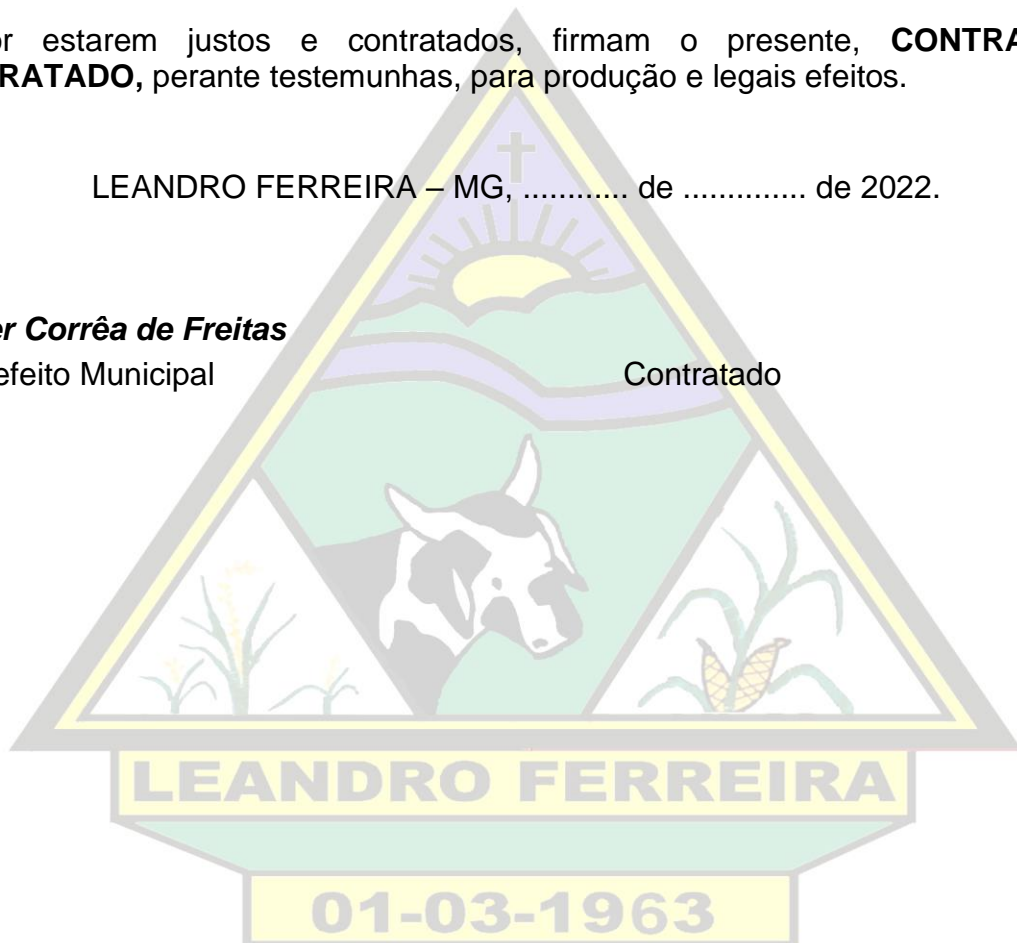 or estarem justos e contratados, firmam o presente, CONTRA
RATADO, perante testemunhas, para produção e legais efeitos.
LEANDRO FERREIRA – MG, ............ de .............. de 2022.
er Corrêa de Freitas
efeito Municipal Contratado
LEANDRO FERREIRA
01-03-1963